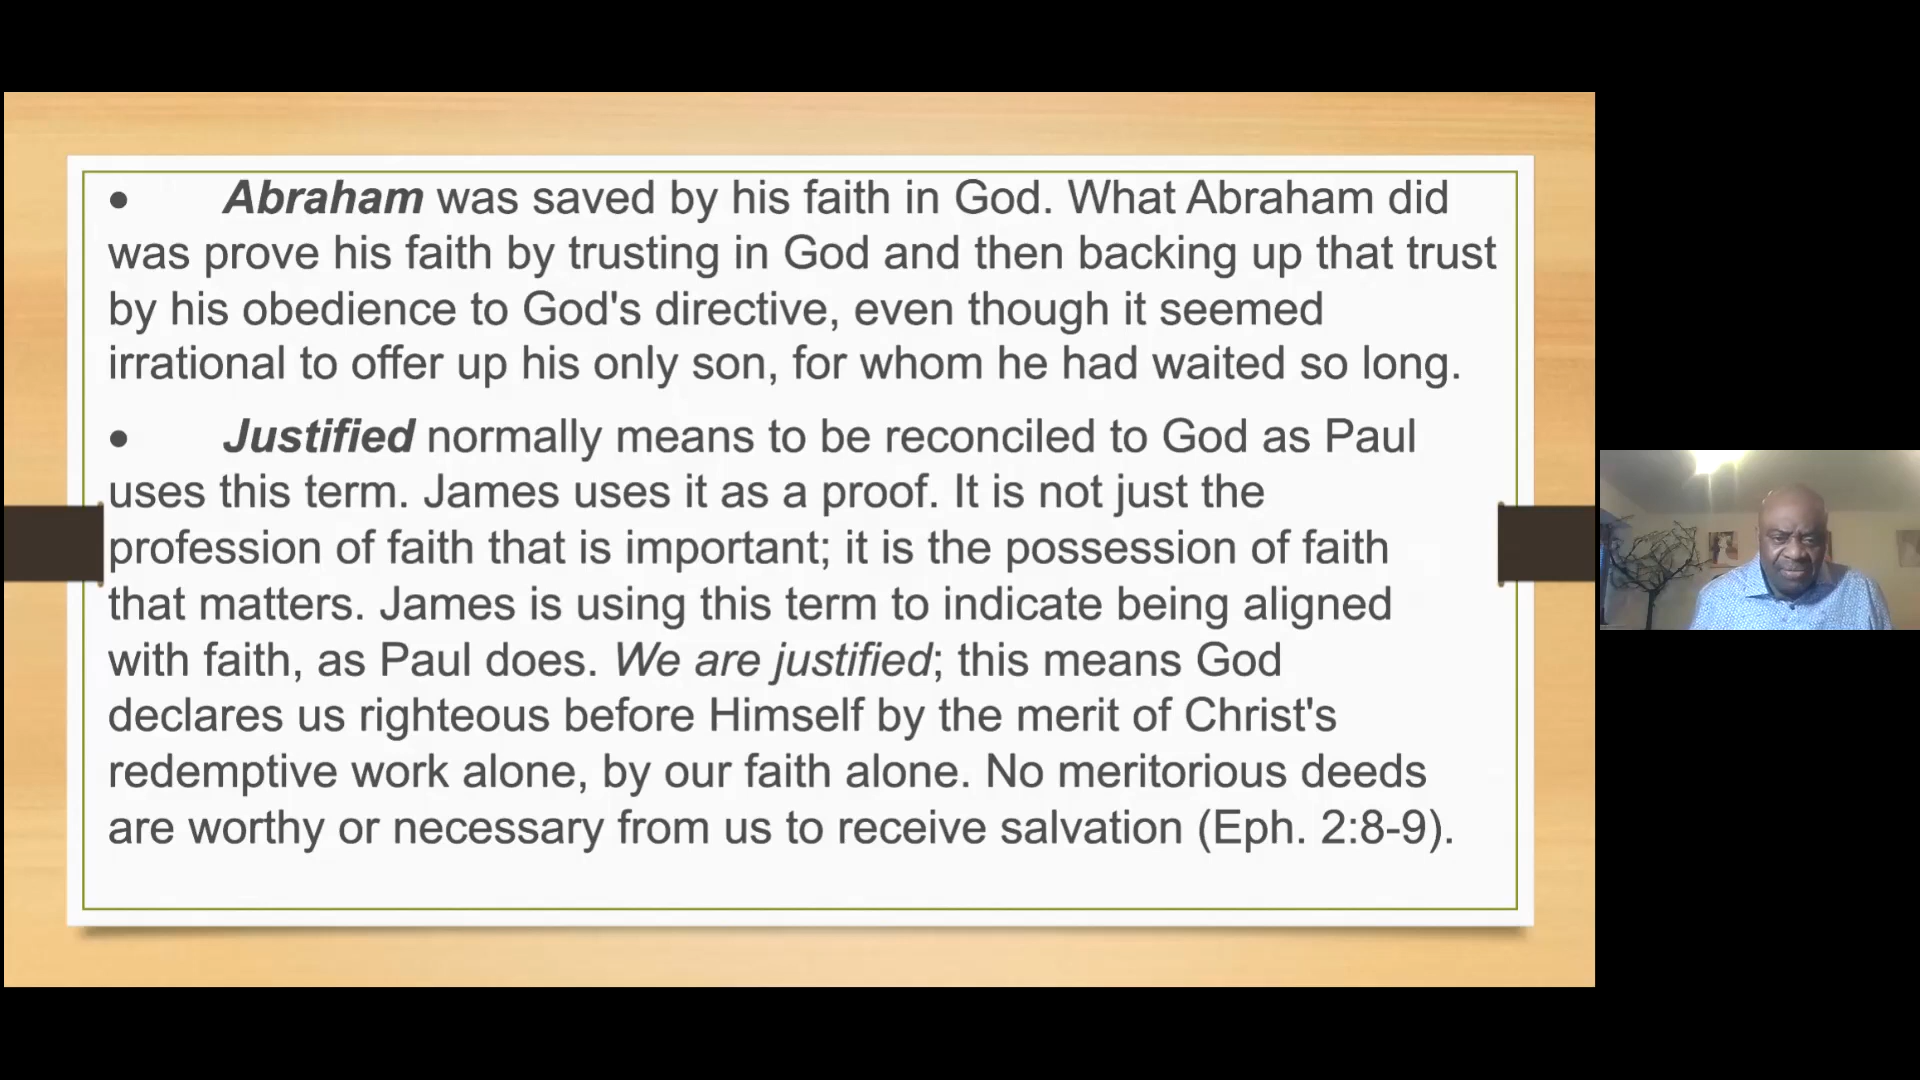 • Abraham was saved by his faith in God. What Abraham did
was prove his faith by trusting in God and then backing up that trust
by his obedience to God's directive, even though it seemed
irrational to offer up his only son, for whom he had waited so long.
• Justified normally means to be reconciled to God as Paul
uses this term. James uses it as a proof. It is not just the
profession of faith that is important; it is the possession of faith
that matters. James is using this term to indicate being aligned
with faith, as Paul does. We are justified; this means God
declares us righteous before Himself by the merit of Christ's
redemptive work alone, by our faith alone. No meritorious deeds
are worthy or necessary from us to receive salvation (Eph. 2:8-9).